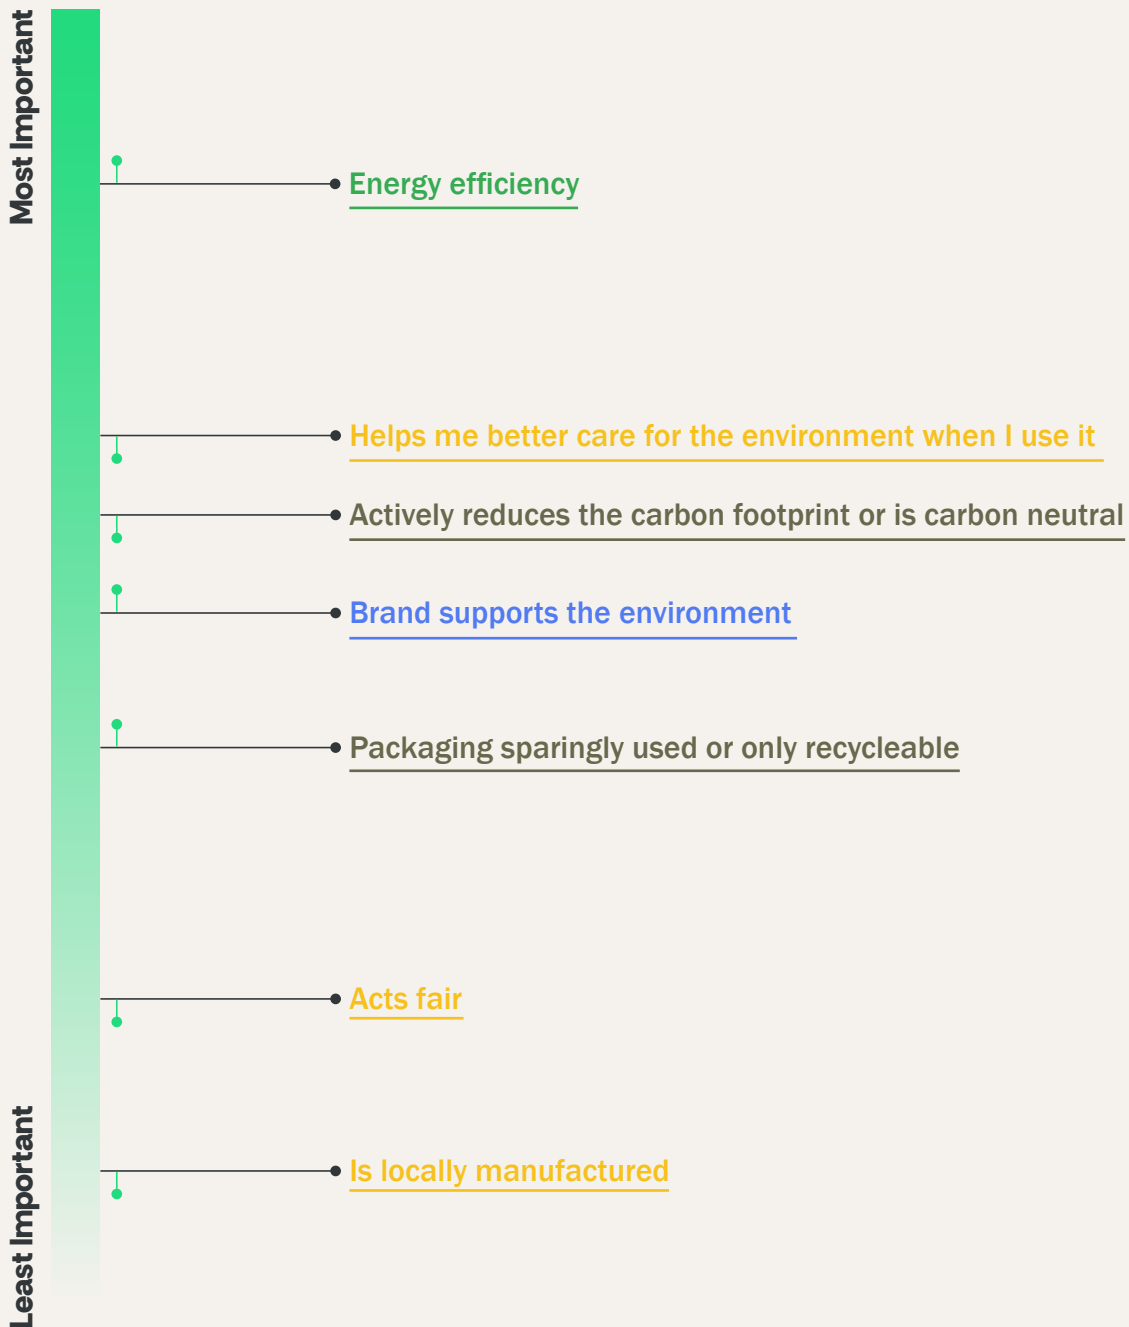 Most Important
Energy efficiency
Helps me better care for the environment when I use it
Actively reduces the carbon footprint or is carbon neutral
Brand supports the environment
Packaging sparingly used or only recycleable
Acts fair
Is locally manufactured
Least Important